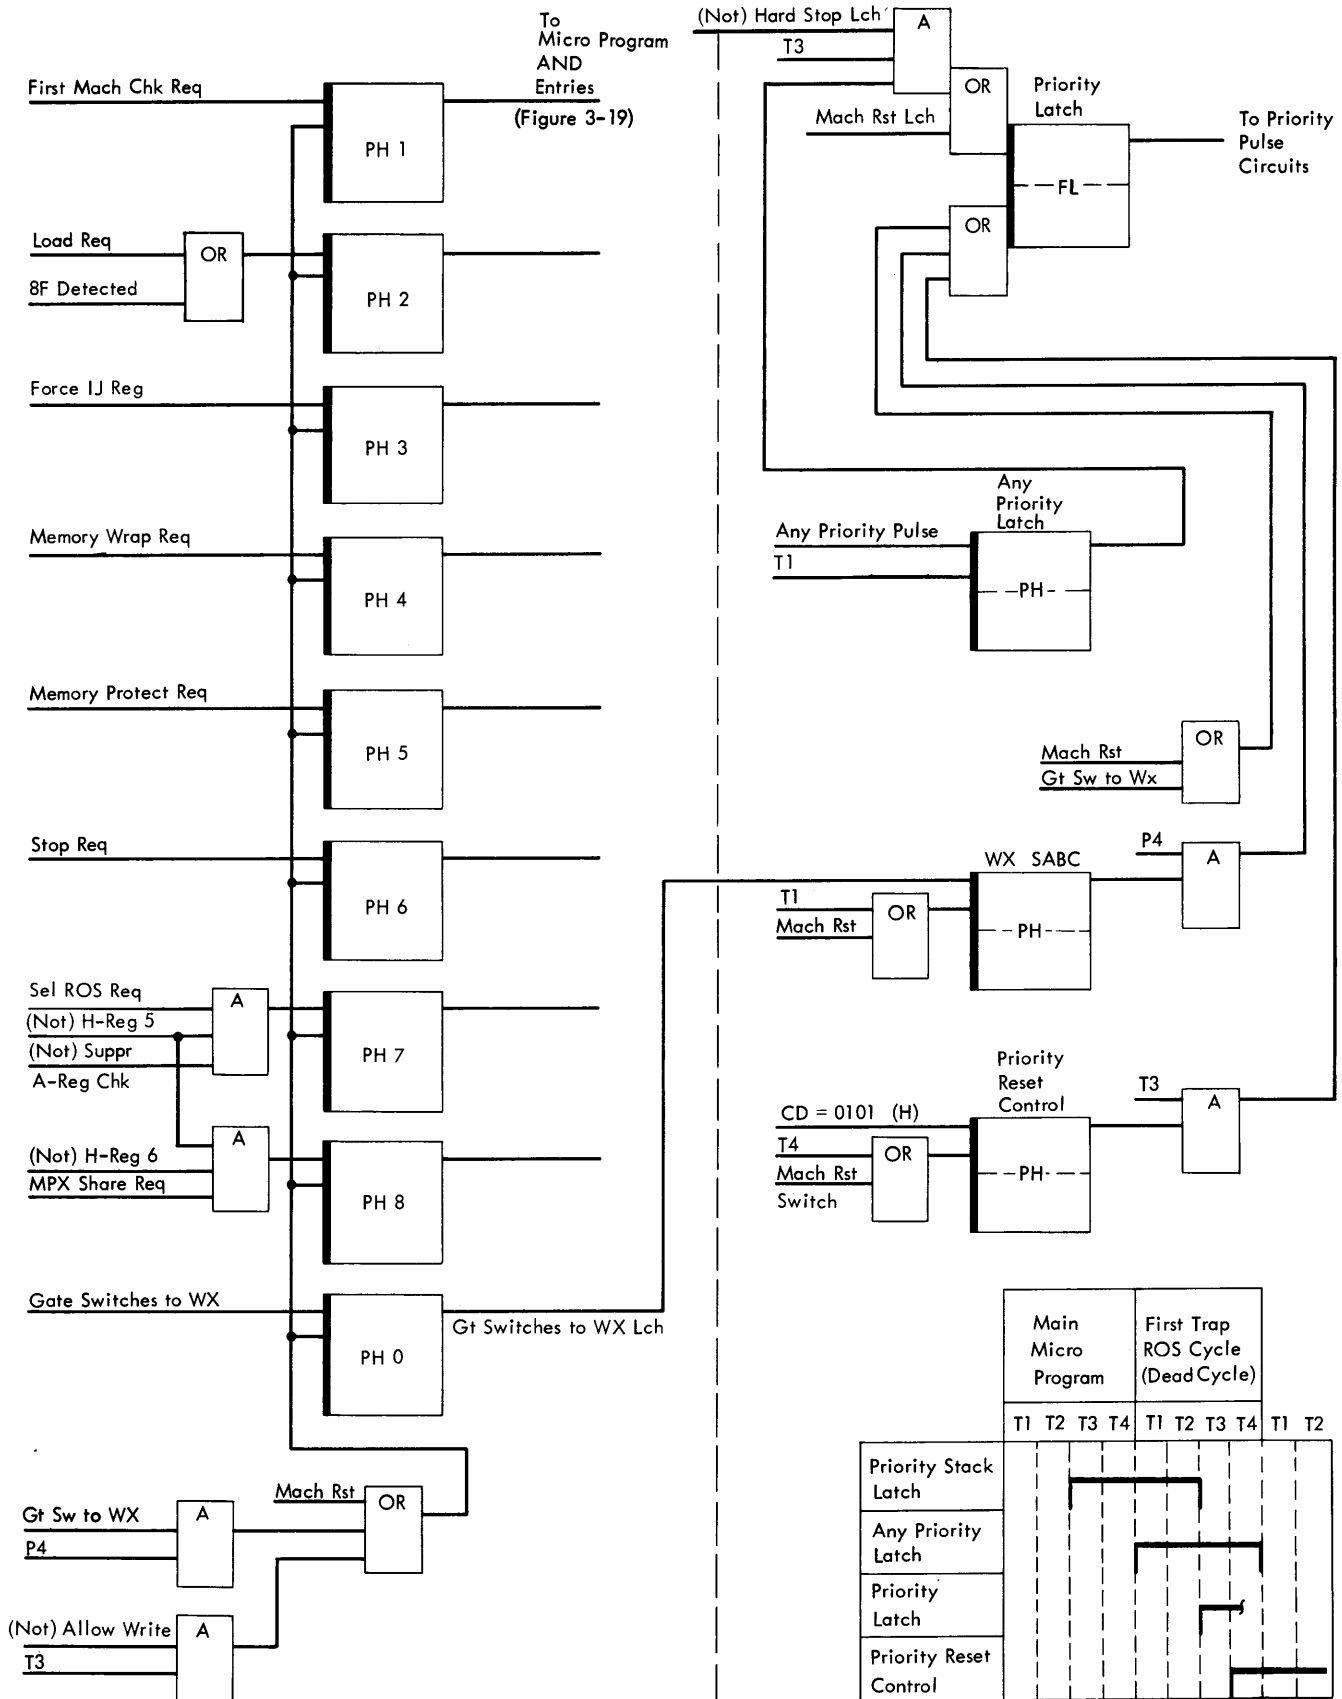 To
Micro Program
AND
Entries
(Figure 3-19)
First Mach Chk Req
PH 1
Load Req
8F Detected
OR
PH 2
Force IJ Reg
PH 3
Memory Wrap Req
PH 4
Memory Protect Req
PH 5
Stop Req
PH 6
Sel ROS Req
(Not) H-Reg 5
(Not) Suppr
A-Reg Chk
A
PH 7
(Not) H-Reg 6
MPX Share Req
A
PH 8
Gate Switches to WX
PH 0
Gt Switches to WX Lch
Mach Rst
OR
Gt Sw to WX
P4
A
(Not) Allow Write
T3
A
(Not) Hard Stop Lch
T3
A
Mach Rst Lch
OR
Priority
Latch
FL
To Priority
Pulse
Circuits
OR
Any
Priority
Latch
Any Priority Pulse
T1
PH
Mach Rst
Gt Sw to Wx
OR
P4
A
WX SABC
T1
Mach Rst
OR
PH
Priority
Reset
Control
T3
A
CD = 0101 (H)
T4
Mach Rst
Switch
OR
PH
Main
Micro
Program
First Trap
ROS Cycle
(Dead Cycle)
T1 T2 T3 T4 T1 T2 T3 T4 T1 T2
Priority Stack
Latch
Any Priority
Latch
Priority
Latch
Priority Reset
Control